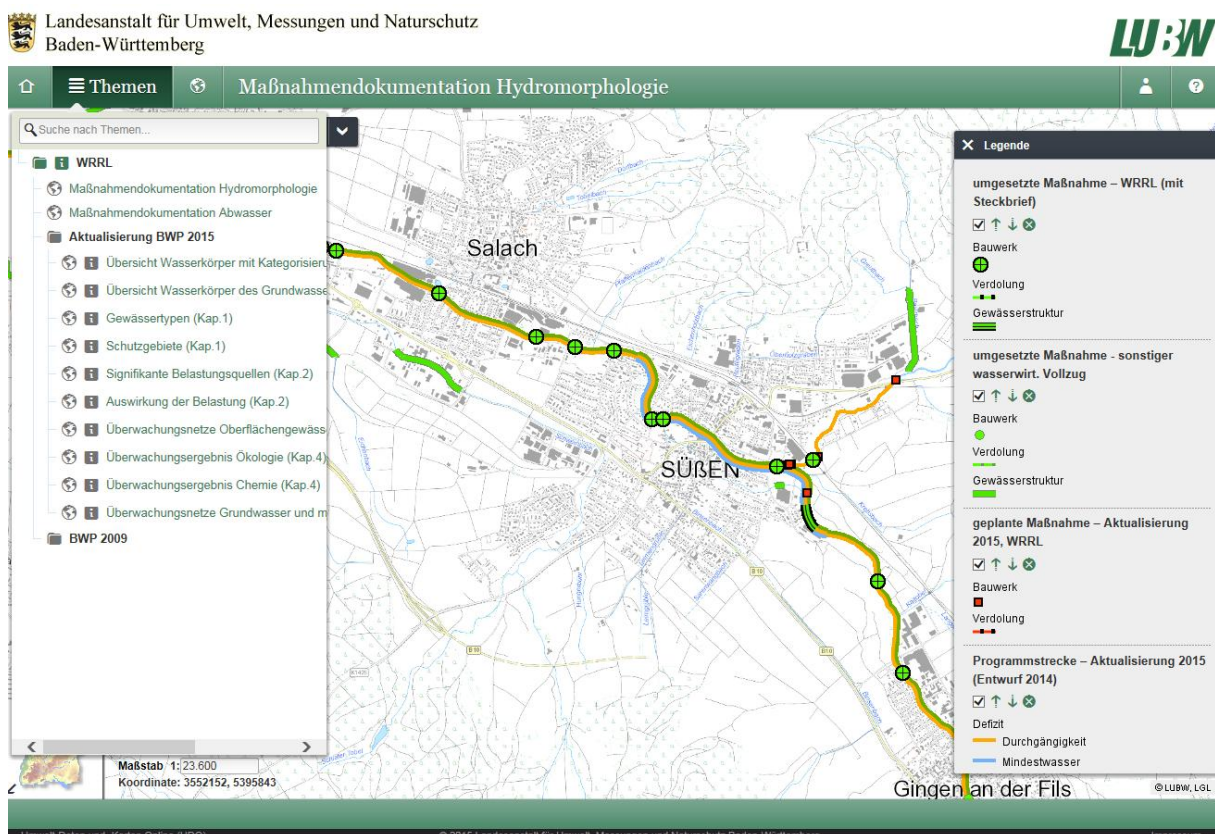 Landesanstalt für Umwelt, Messungen und Naturschutz
Baden-Württemberg
LUBW
Themen
Maßnahmendokumentation Hydromorphologie
Suche nach Themen...
WRRL
Maßnahmendokumentation Hydromorphologie
Maßnahmendokumentation Abwasser
Aktualisierung BWP 2015
Übersicht Wasserkörper mit Kategorisieru
Übersicht Wasserkörper des Grundwasse
Gewässertypen (Kap.1)
Schutzgebiete (Kap.1)
Signifikante Belastungsquellen (Kap.2)
Auswirkung der Belastung (Kap.2)
Überwachungsnetze Oberflächengewäss
Überwachungsergebnis Ökologie (Kap.4)
Überwachungsergebnis Chemie (Kap.4)
Überwachungsnetze Grundwasser und m
BWP 2009
Maßstab 1: 23.600
Koordinate: 3552152, 5395843
Salach
SÜßEN
B 10
B 10
B 10
Gingen an der Fils
Legende
umgesetzte Maßnahme – WRRL (mit
Steckbrief)
Bauwerk
Verdolung
Gewässerstruktur
umgesetzte Maßnahme - sonstiger
wasserwirt. Vollzug
Bauwerk
Verdolung
Gewässerstruktur
geplante Maßnahme – Aktualisierung
2015, WRRL
Bauwerk
Verdolung
Programmstrecke – Aktualisierung 2015
(Entwurf 2014)
Defizit
Durchgängigkeit
Mindestwasser
© LUBW, LGL